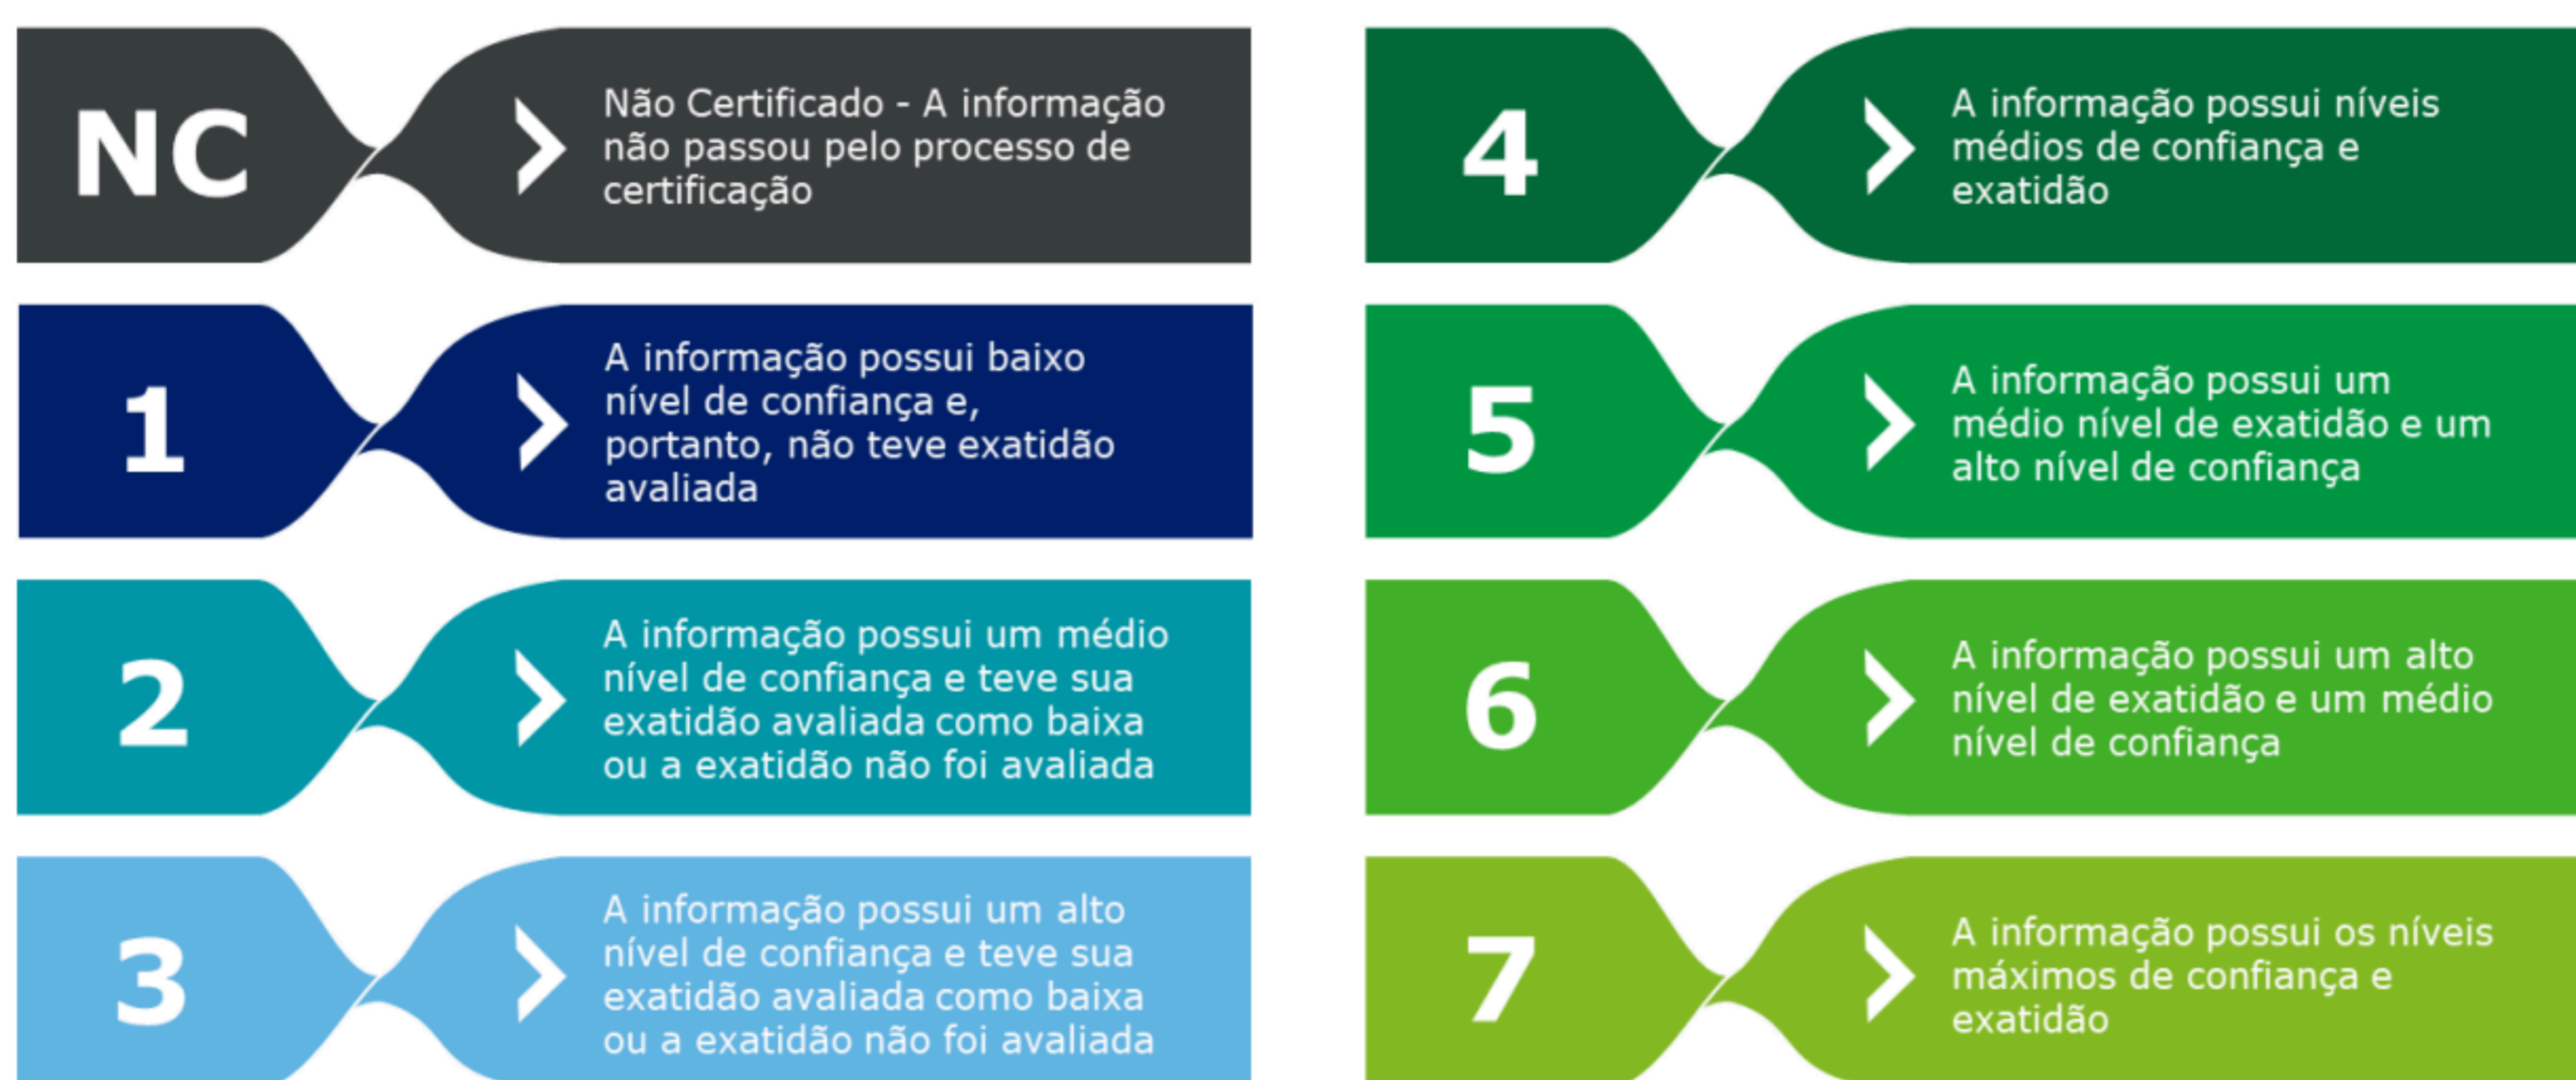 NC
Não Certificado - A informação
não passou pelo processo de
certificação
1
A informação possui baixo
nível de confiança e,
portanto, não teve exatidão
avaliada
2
A informação possui um médio
nível de confiança e teve sua
exatidão avaliada como baixa
ou a exatidão não foi avaliada
3
A informação possui um alto
nível de confiança e teve sua
exatidão avaliada como baixa
ou a exatidão não foi avaliada
4
A informação possui níveis
médios de confiança e
exatidão
5
A informação possui um
médio nível de exatidão e um
alto nível de confiança
6
A informação possui um alto
nível de exatidão e um médio
nível de confiança
7
A informação possui os níveis
máximos de confiança e
exatidão